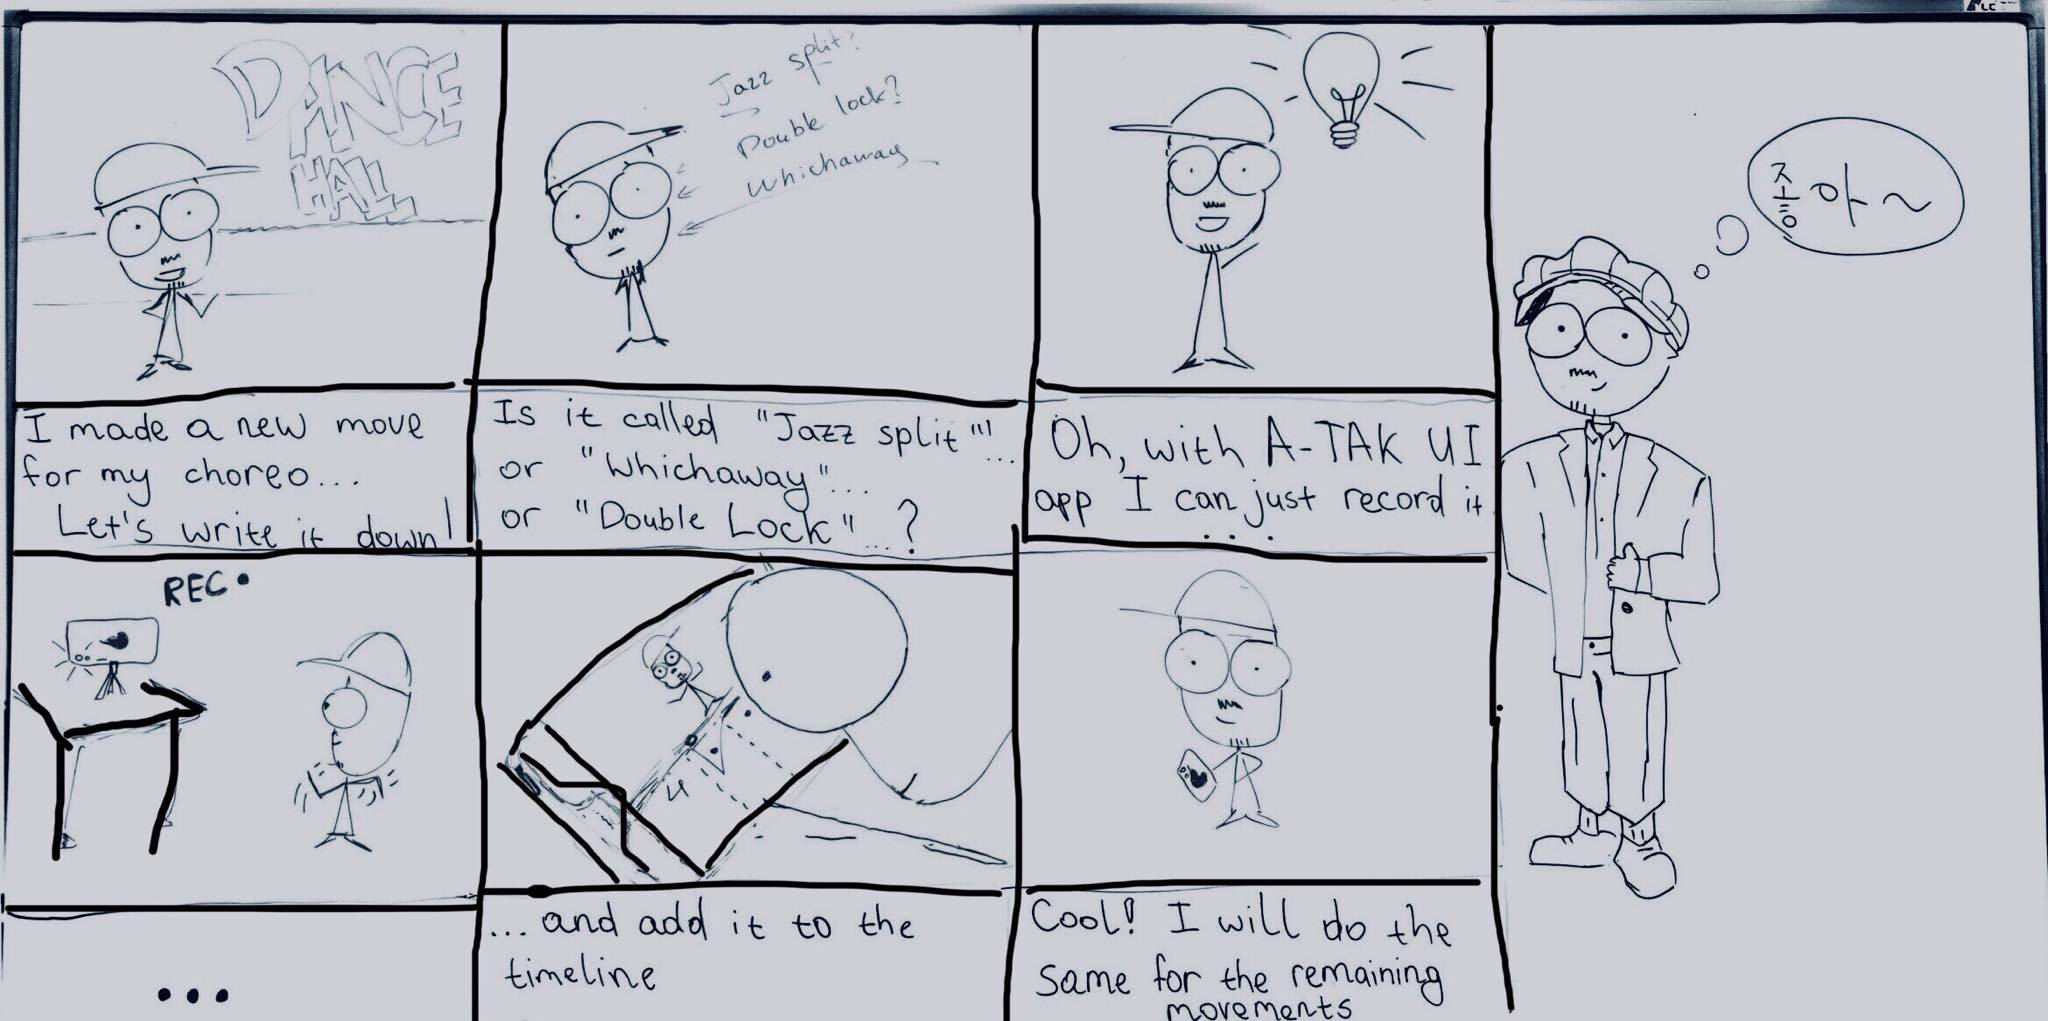 DANCE
HALL
I made a new move
for my choreo...
Let's write it down!
Jazz split?
Double lock?
Whichaway
Is it called "Jazz split"...
or "Whichaway"...
or "Double Lock"...?
Oh, with A-TAK UI
app I can just record it
....
좋아~
REC•
...
... and add it to the
timeline
Cool! I will do the
same for the remaining
movements